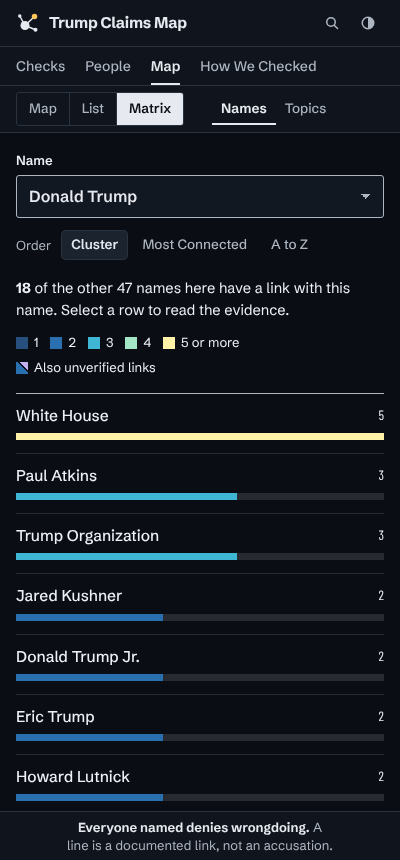 Trump Claims Map
Checks People Map How We Checked
Map List Matrix Names Topics
Name
Donald Trump
Order Cluster Most Connected A to Z
18 of the other 47 names here have a link with this
name. Select a row to read the evidence.
1 2 3 4 5 or more
Also unverified links
White House 5
Paul Atkins 3
Trump Organization 3
Jared Kushner 2
Donald Trump Jr. 2
Eric Trump 2
Howard Lutnick 2
Everyone named denies wrongdoing. A
line is a documented link, not an accusation.